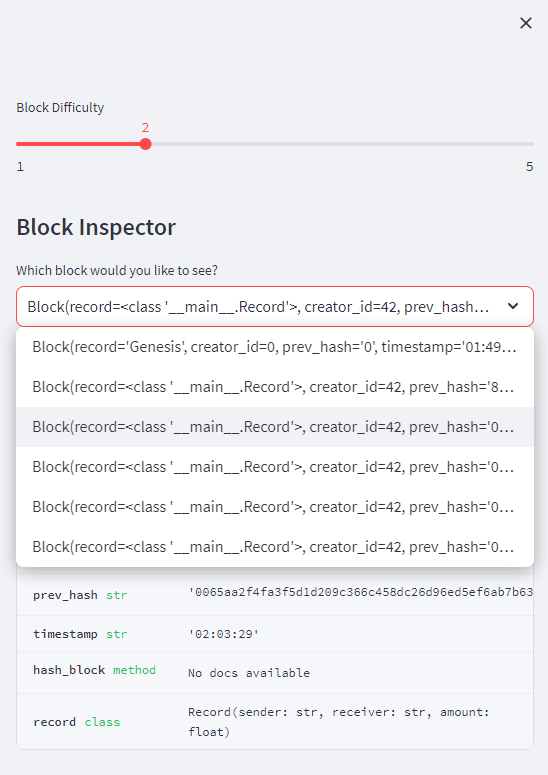 Block Difficulty
2
1 5
Block Inspector
Which block would you like to see?
Block(record=<class '__main__.Record'>, creator_id=42, prev_hash...
Block(record='Genesis', creator_id=0, prev_hash='0', timestamp='01:49...
Block(record=<class '__main__.Record'>, creator_id=42, prev_hash='8...
Block(record=<class '__main__.Record'>, creator_id=42, prev_hash='0...
Block(record=<class '__main__.Record'>, creator_id=42, prev_hash='0...
Block(record=<class '__main__.Record'>, creator_id=42, prev_hash='0...
Block(record=<class '__main__.Record'>, creator_id=42, prev_hash='0...
prev_hash str '0065aa2f4fa3f5d1d209c366c458dc26d96ed5ef6ab7b63
timestamp str '02:03:29'
hash_block method No docs available
record class Record(sender: str, receiver: str, amount:
float)